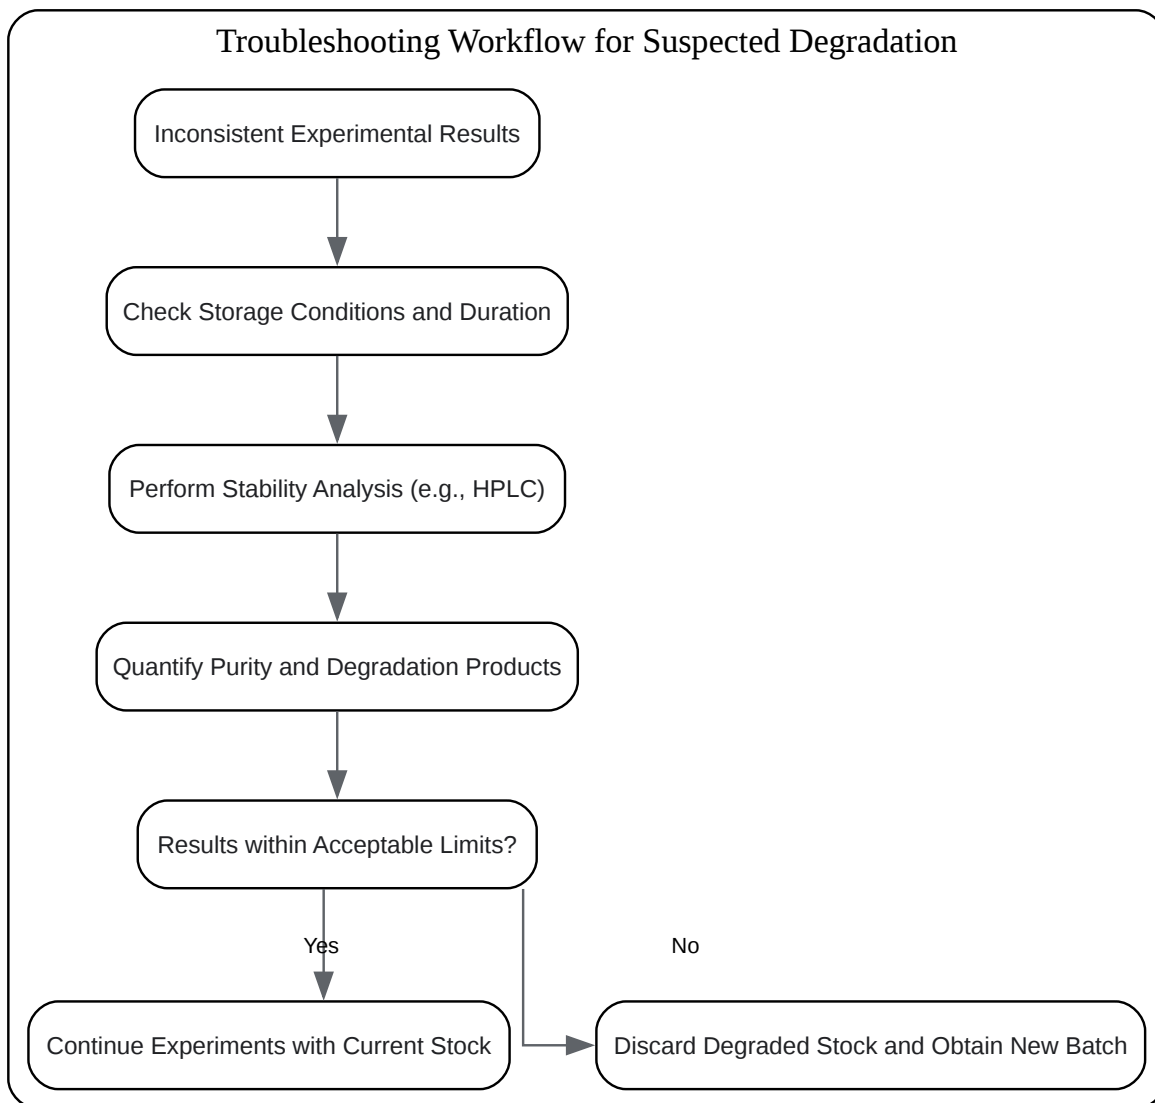 Troubleshooting Workflow for Suspected Degradation
Inconsistent Experimental Results
Check Storage Conditions and Duration
Perform Stability Analysis (e.g., HPLC)
Quantify Purity and Degradation Products
Results within Acceptable Limits?
Yes
No
Continue Experiments with Current Stock
Discard Degraded Stock and Obtain New Batch